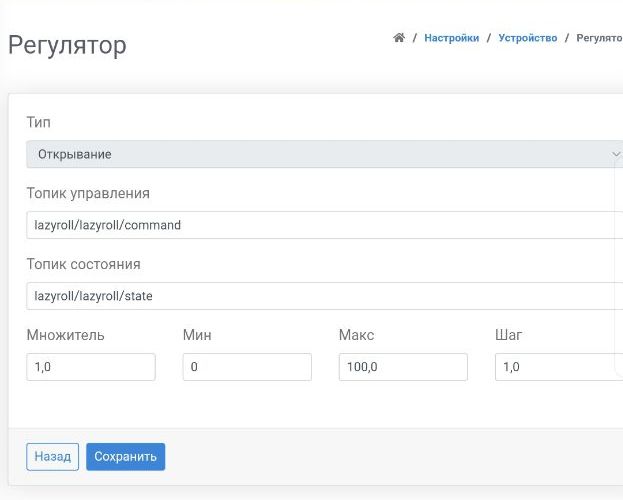 Регулятор
/ Настройки / Устройство / Регулято
Тип
Открывание
Топик управления
lazyroll/lazyroll/command
Топик состояния
lazyroll/lazyroll/state
Множитель Мин Макс Шаг
1,0 0 100,0 1,0
Назад Сохранить